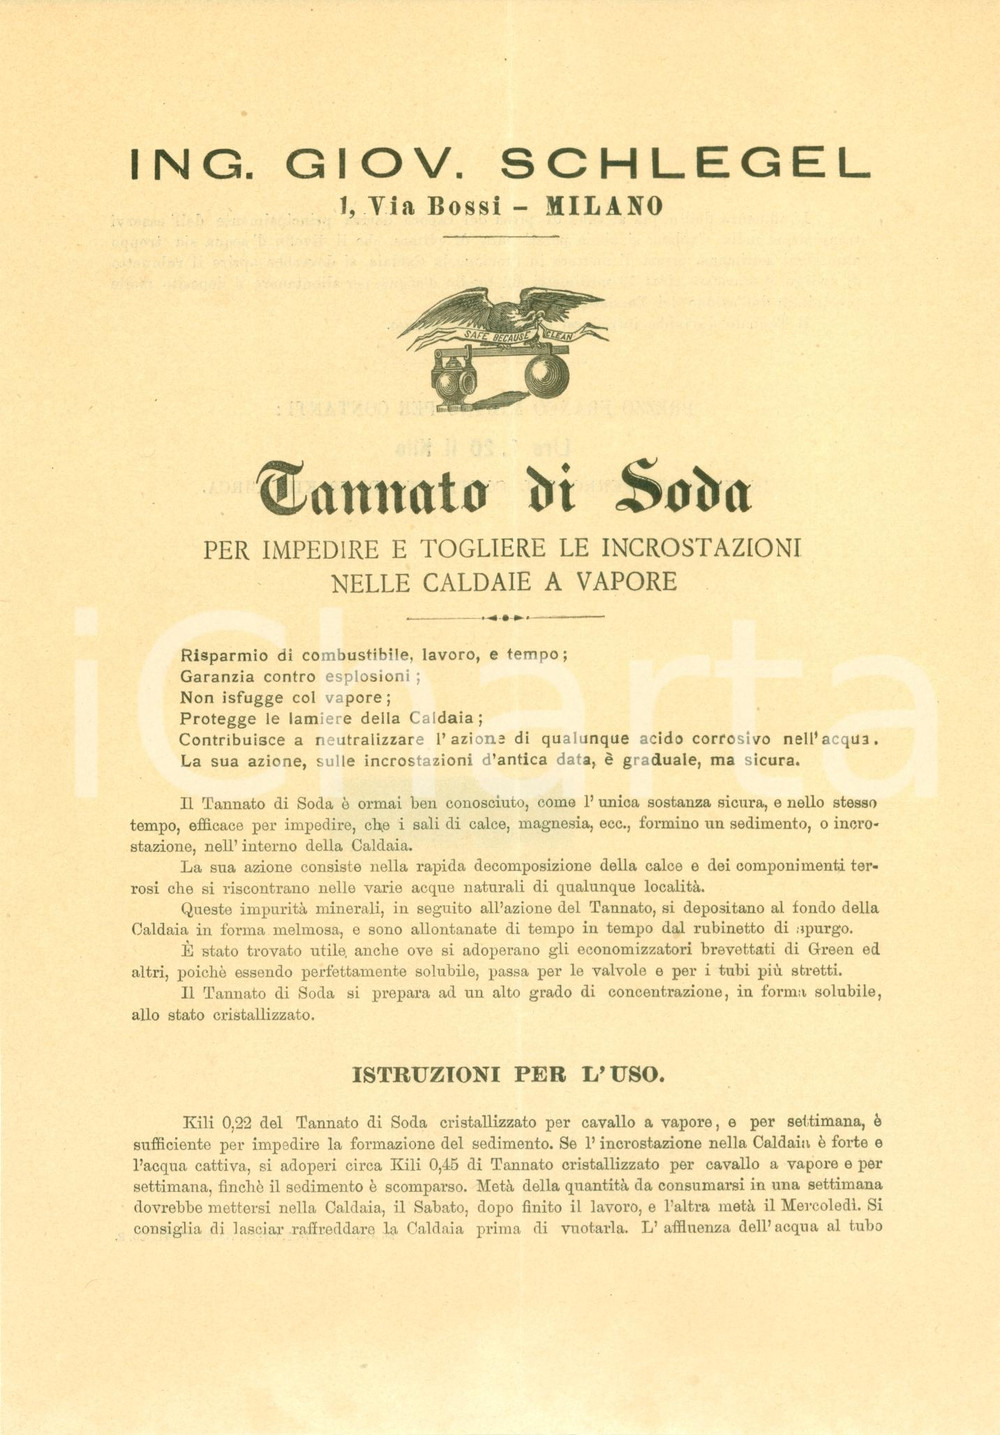 ING. GIOV. SCHLEGEL
1, Via Bossi – MILANO
SAFE BECAUSE CLEAN
Tannato di Soda
PER IMPEDIRE E TOGLIERE LE INCROSTAZIONI
NELLE CALDAIE A VAPORE
Risparmio di combustibile, lavoro, e tempo;
Garanzia contro esplosioni;
Non isfugge col vapore;
Protegge le lamiere della Caldaia;
Contribuisce a neutralizzare l'azione di qualunque acido corrosivo nell'acqua.
La sua azione, sulle incrostazioni d'antica data, è graduale, ma sicura.
Il Tannato di Soda è ormai ben conosciuto, come l'unica sostanza sicura, e nello stesso
tempo, efficace per impedire, che i sali di calce, magnesia, ecc., formino un sedimento, o incro-
stazione, nell'interno della Caldaia.
La sua azione consiste nella rapida decomposizione della calce e dei componimenti ter-
rosi che si riscontrano nelle varie acque naturali di qualunque località.
Queste impurità minerali, in seguito all'azione del Tannato, si depositano al fondo della
Caldaia in forma melmosa, e sono allontanate di tempo in tempo dal rubinetto di spurgo.
È stato trovato utile, anche ove si adoperano gli economizzatori brevettati di Green ed
altri, poichè essendo perfettamente solubile, passa per le valvole e per i tubi più stretti.
Il Tannato di Soda si prepara ad un alto grado di concentrazione, in forma solubile,
allo stato cristallizzato.
ISTRUZIONI PER L'USO.
Kili 0,22 del Tannato di Soda cristallizzato per cavallo a vapore, e per settimana, è
sufficiente per impedire la formazione del sedimento. Se l'incrostazione nella Caldaia è forte e
l'acqua cattiva, si adoperi circa Kili 0,45 di Tannato cristallizzato per cavallo a vapore e per
settimana, finchè il sedimento è scomparso. Metà della quantità da consumarsi in una settimana
dovrebbe mettersi nella Caldaia, il Sabato, dopo finito il lavoro, e l'altra metà il Mercoledì. Si
consiglia di lasciar raffreddare la Caldaia prima di vuotarla. L'affluenza dell'acqua al tubo
iCharta